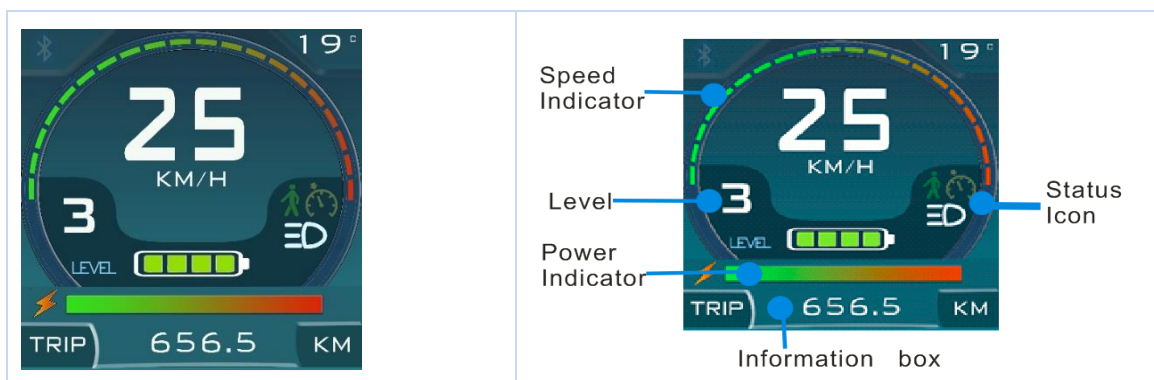 19°c
25
KM/H
3
LEVEL
TRIP 656.5 KM
Speed
Indicator
Level
Power
Indicator
19°c
25
KM/H
3
LEVEL
TRIP 656.5 KM
Status
Icon
Information box